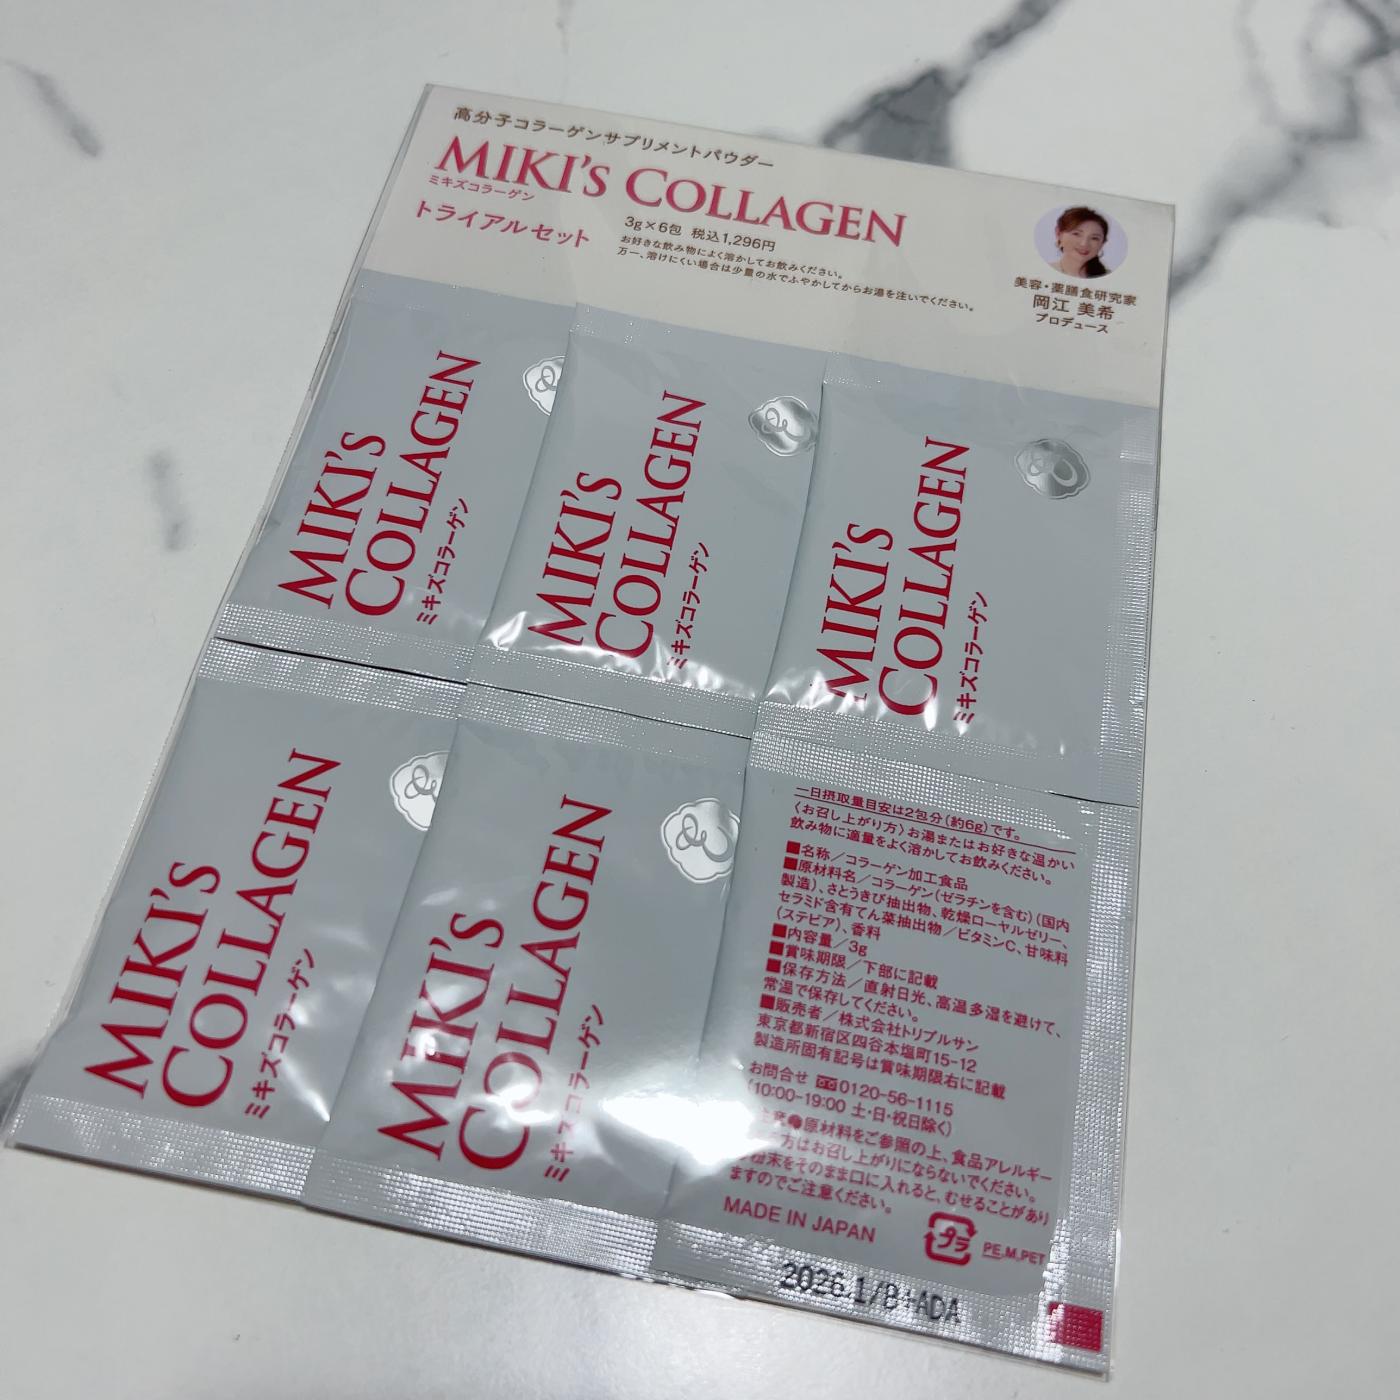 高分子コラーゲンサプリメントパウダー
MIKI's COLLAGEN
ミキズコラーゲン
トライアルセット
3g×6包 税込1,296円
お好きな飲み物によく溶かしてお飲みください。
万一、溶けにくい場合は少量の水でふやかしてからお湯を注いでください。
美容・薬膳食研究家
岡江 美希
プロデュース
MIKI's
COLLAGEN
ミキズコラーゲン
MIKI's
COLLAGEN
ミキズコラーゲン
MIKI's
COLLAGEN
ミキズコラーゲン
MIKI's
COLLAGEN
ミキズコラーゲン
MIKI's
COLLAGEN
ミキズコラーゲン
一日摂取量目安は2包分(約6g)です。
〈お召し上がり方〉お湯またはお好きな温かい
飲み物に適量をよく溶かしてお飲みください。
■名称/コラーゲン加工食品
■原材料名/コラーゲン(ゼラチンを含む)(国内
製造)、さとうきび抽出物、乾燥ローヤルゼリー、
セラミド含有てん菜抽出物/ビタミンC、甘味料
(ステビア)、香料
■内容量/3g
■賞味期限/下部に記載
■保存方法/直射日光、高温多湿を避けて、
常温で保存してください。
■販売者/株式会社トリプルサン
東京都新宿区四谷本塩町15-12
製造所固有記号は賞味期限右に記載
お問合せ 0120-56-1115
(10:00-19:00 土・日・祝日除く)
注意●原材料をご参照の上、食品アレルギー
方はお召し上がりにならないでください。
粉末をそのまま口に入れると、むせることがあり
ますのでご注意ください。
MADE IN JAPAN
プラ
PE.M.PET
2026.1/B+ADA